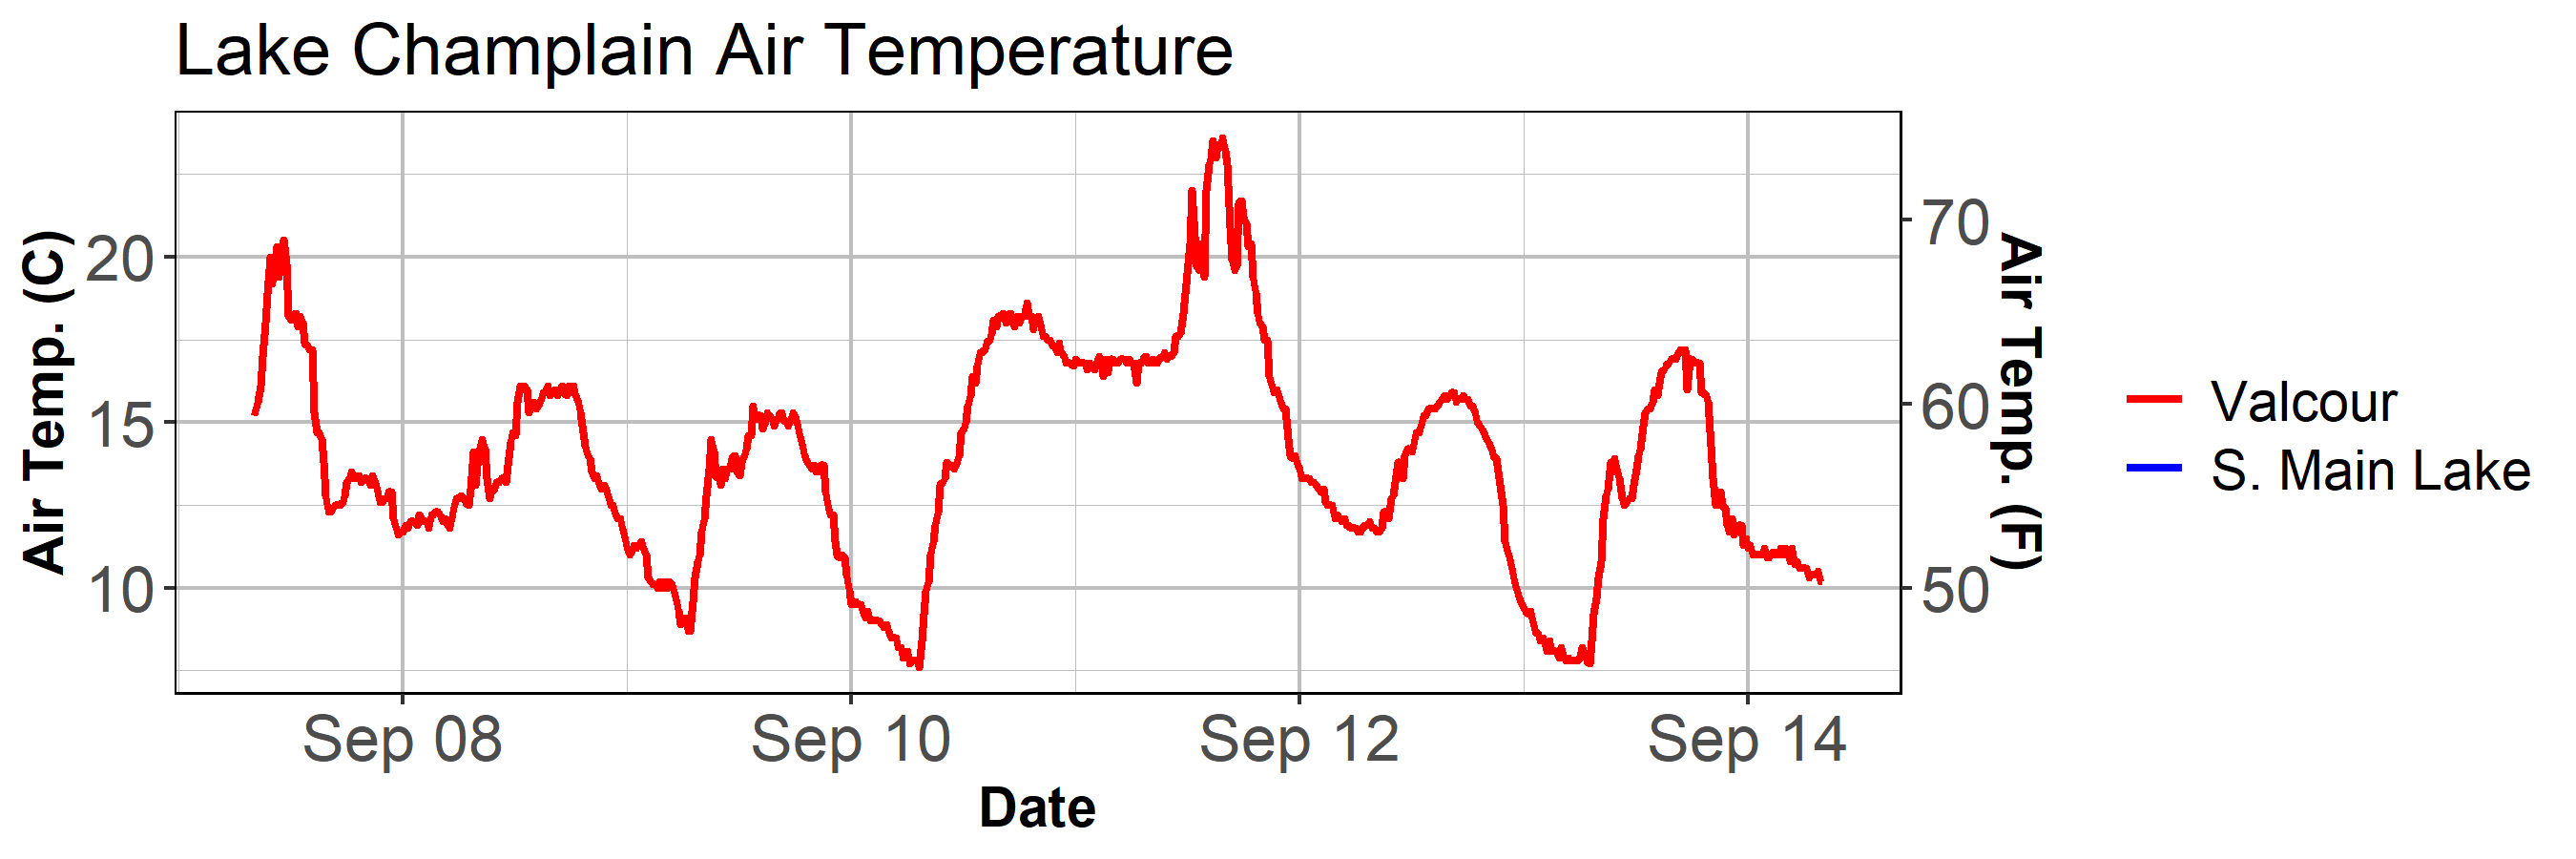 Lake Champlain Air Temperature
Air Temp. (C)
20
15
10
70
60
50
Air Temp. (F)
Sep 08
Sep 10
Sep 12
Sep 14
Date
Valcour
S. Main Lake